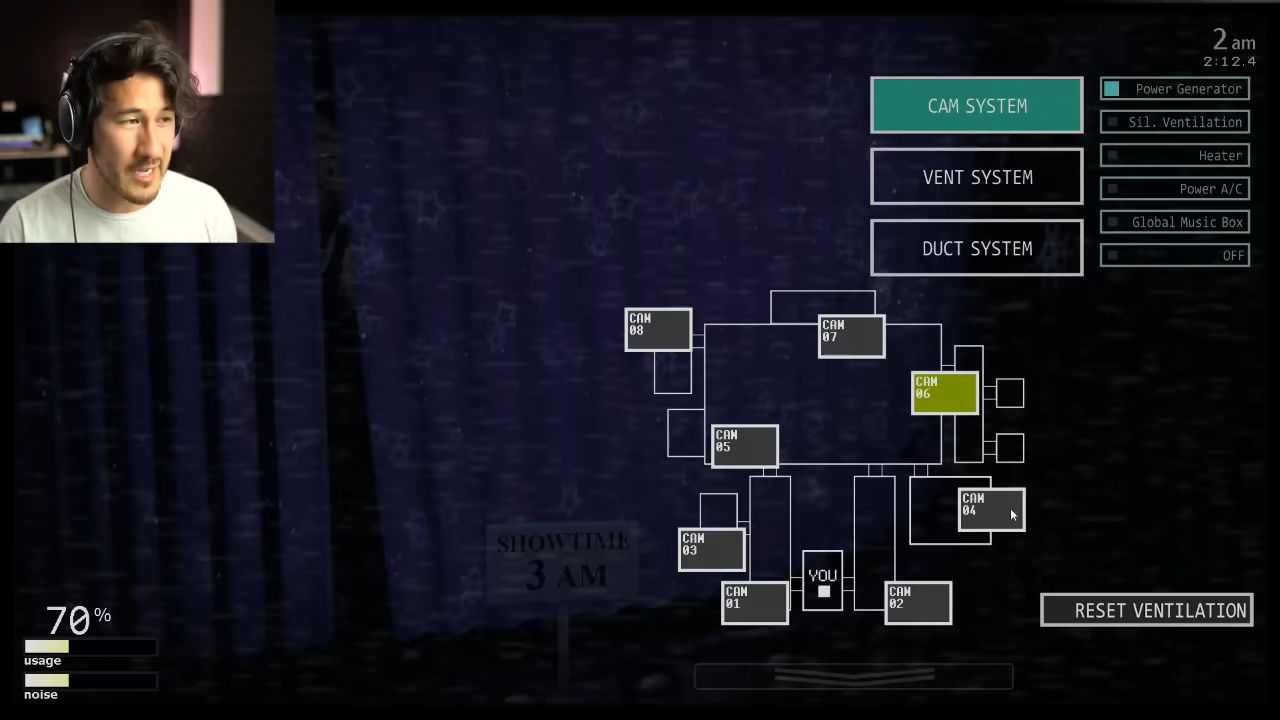 2 am
2:12.4
CAM SYSTEM
Power Generator
Sil. Ventilation
Heater
VENT SYSTEM
Power A/C
Global Music Box
DUCT SYSTEM
OFF
CAM
08
CAM
07
CAM
06
CAM
05
CAM
04
CAM
03
SHOWTIME
3 AM
YOU
CAM
01
CAM
02
RESET VENTILATION
70%
usage
noise